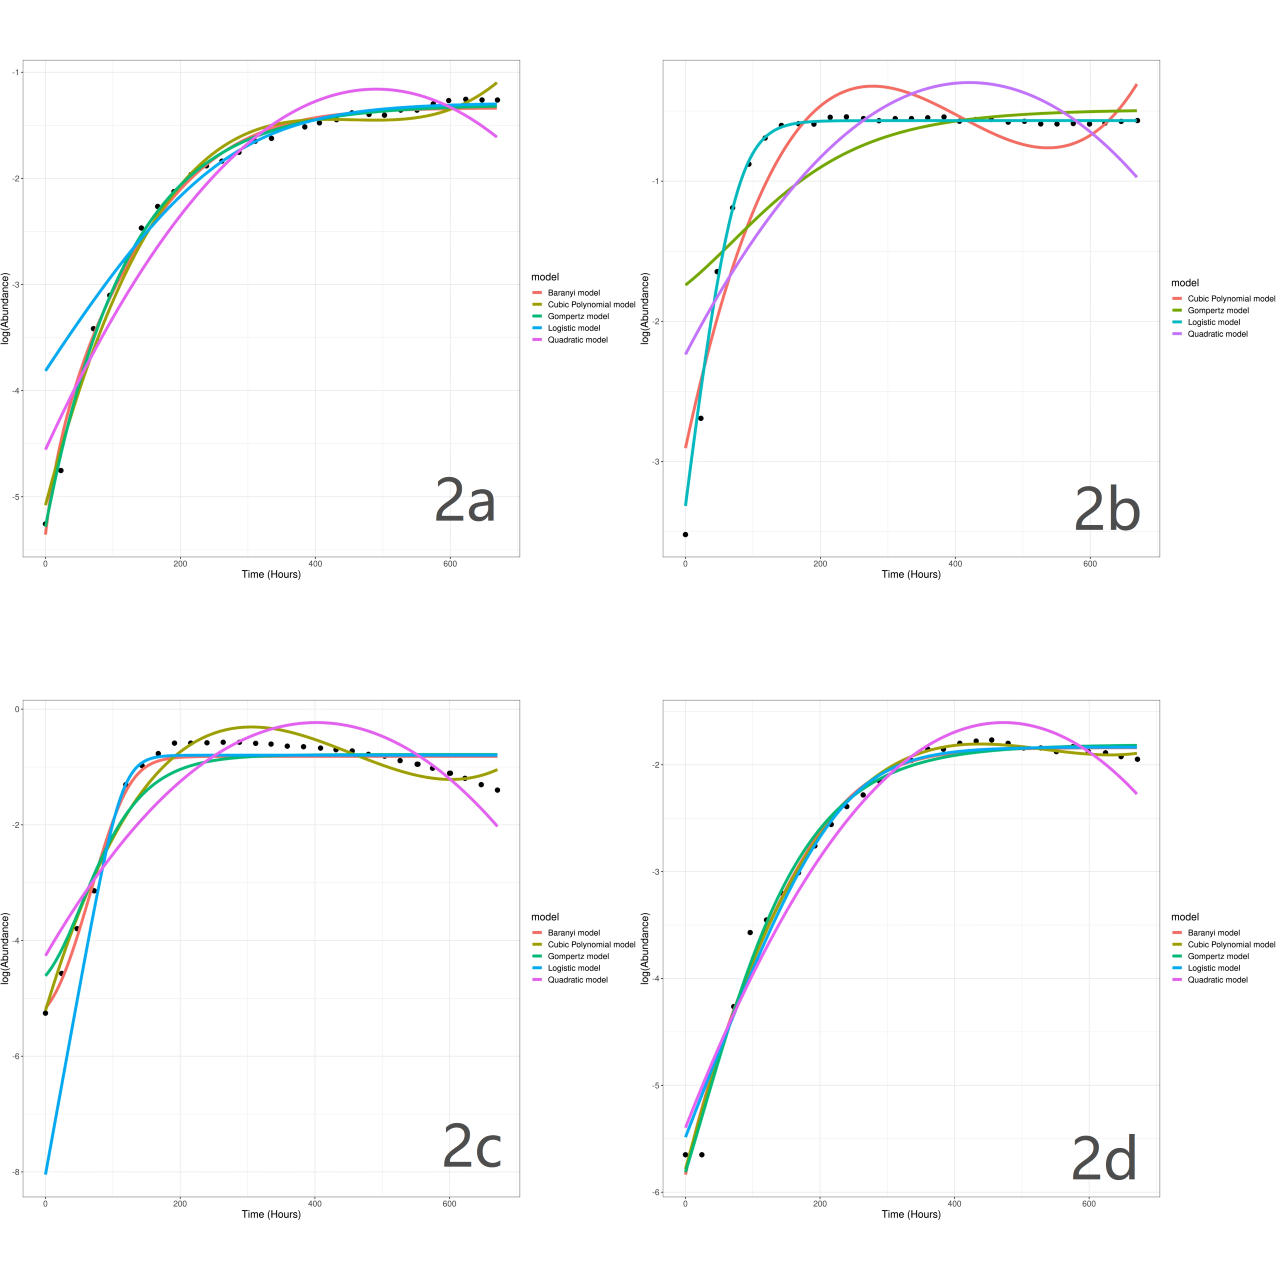 -1
-2
-3
-4
-5
log(Abundance)
0
200
400
600
Time (Hours)
2a
model
Baranyi model
Cubic Polynomial model
Gompertz model
Logistic model
Quadratic model
-1
-2
-3
log(Abundance)
0
200
400
600
Time (Hours)
2b
model
Cubic Polynomial model
Gompertz model
Logistic model
Quadratic model
0
-2
-4
-6
-8
log(Abundance)
0
200
400
600
Time (Hours)
2c
model
Baranyi model
Cubic Polynomial model
Gompertz model
Logistic model
Quadratic model
-2
-3
-4
-5
-6
log(Abundance)
0
200
400
600
Time (Hours)
2d
model
Baranyi model
Cubic Polynomial model
Gompertz model
Logistic model
Quadratic model